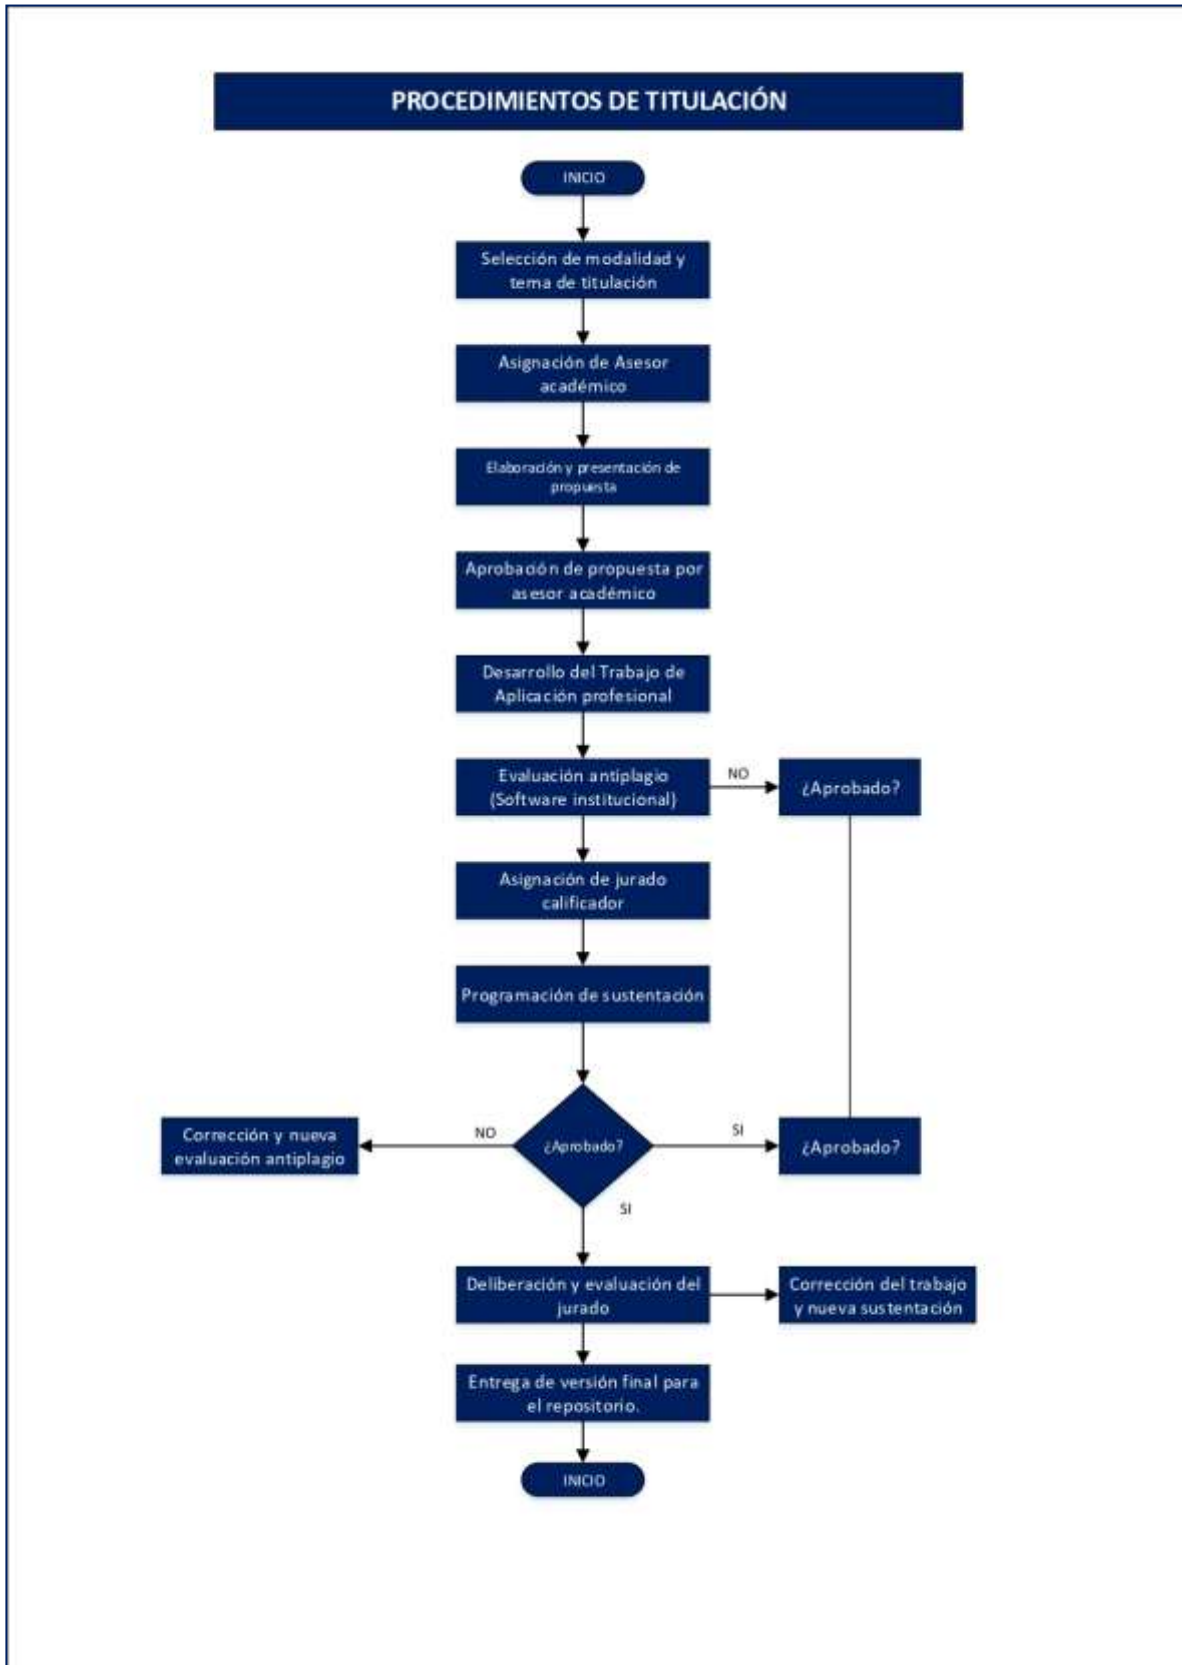 PROCEDIMIENTOS DE TITULACIÓN
INICIO
Selección de modalidad y
tema de titulación
Asignación de Asesor
académico
Elaboración y presentación de
propuesta
Aprobación de propuesta por
asesor académico
Desarrollo del Trabajo de
Aplicación profesional
Evaluación antiplagio
(Software institucional)
NO
¿Aprobado?
Asignación de jurado
calificador
Programación de sustentación
Corrección y nueva
evaluación antiplagio
NO
¿Aprobado?
SI
¿Aprobado?
SI
Deliberación y evaluación del
jurado
Corrección del trabajo
y nueva sustentación
Entrega de versión final para
el repositorio.
INICIO